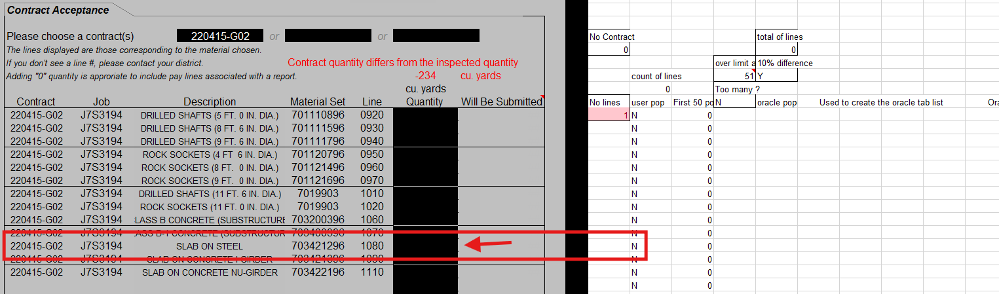 Contract Acceptance
Please choose a contract(s) 220415-G02 or or
The lines displayed are those corresponding to the material chosen.
If you don't see a line #, please contact your district.
Contract quantity differs from the inspected quantity
Adding "0" quantity is approriate to include pay lines associated with a report.
-234 cu. yards
cu. yards
Contract Job Description Material Set Line Quantity Will Be Submitted
220415-G02 J7S3194 DRILLED SHAFTS (5 FT. 0 IN. DIA.) 701110896 0920
220415-G02 J7S3194 DRILLED SHAFTS (8 FT. 6 IN. DIA.) 701111596 0930
220415-G02 J7S3194 DRILLED SHAFTS (9 FT. 6 IN. DIA.) 701111796 0940
220415-G02 J7S3194 ROCK SOCKETS (4 FT 6 IN. DIA.) 701120796 0950
220415-G02 J7S3194 ROCK SOCKETS (8 FT. 0 IN. DIA.) 701121496 0960
220415-G02 J7S3194 ROCK SOCKETS (9 FT. 0 IN. DIA.) 701121696 0970
220415-G02 J7S3194 DRILLED SHAFTS (11 FT. 6 IN. DIA.) 7019903 1010
220415-G02 J7S3194 ROCK SOCKETS (11 FT. 0 IN. DIA.) 7019903 1020
220415-G02 J7S3194 LASS B CONCRETE (SUBSTRUCTURE 703200396 1060
220415-G02 J7S3194 ASS B-1 CONCRETE (SUBSTRUCTUR 1070
220415-G02 J7S3194 SLAB ON STEEL 703421296 1080
220415-G02 J7S3194 SLAB ON CONCRETE I-GIRDER 1090
220415-G02 J7S3194 SLAB ON CONCRETE NU-GIRDER 703422196 1110
No Contract total of lines
0 0
over limit a 10% difference
count of lines 51 Y
0 Too many ?
No lines user pop First 50 po N oracle pop Used to create the oracle tab list Ora
1 N 0
N 0
N 0
N 0
N 0
N 0
N 0
N 0
N 0
N 0
N 0
N 0
N 0
N 0